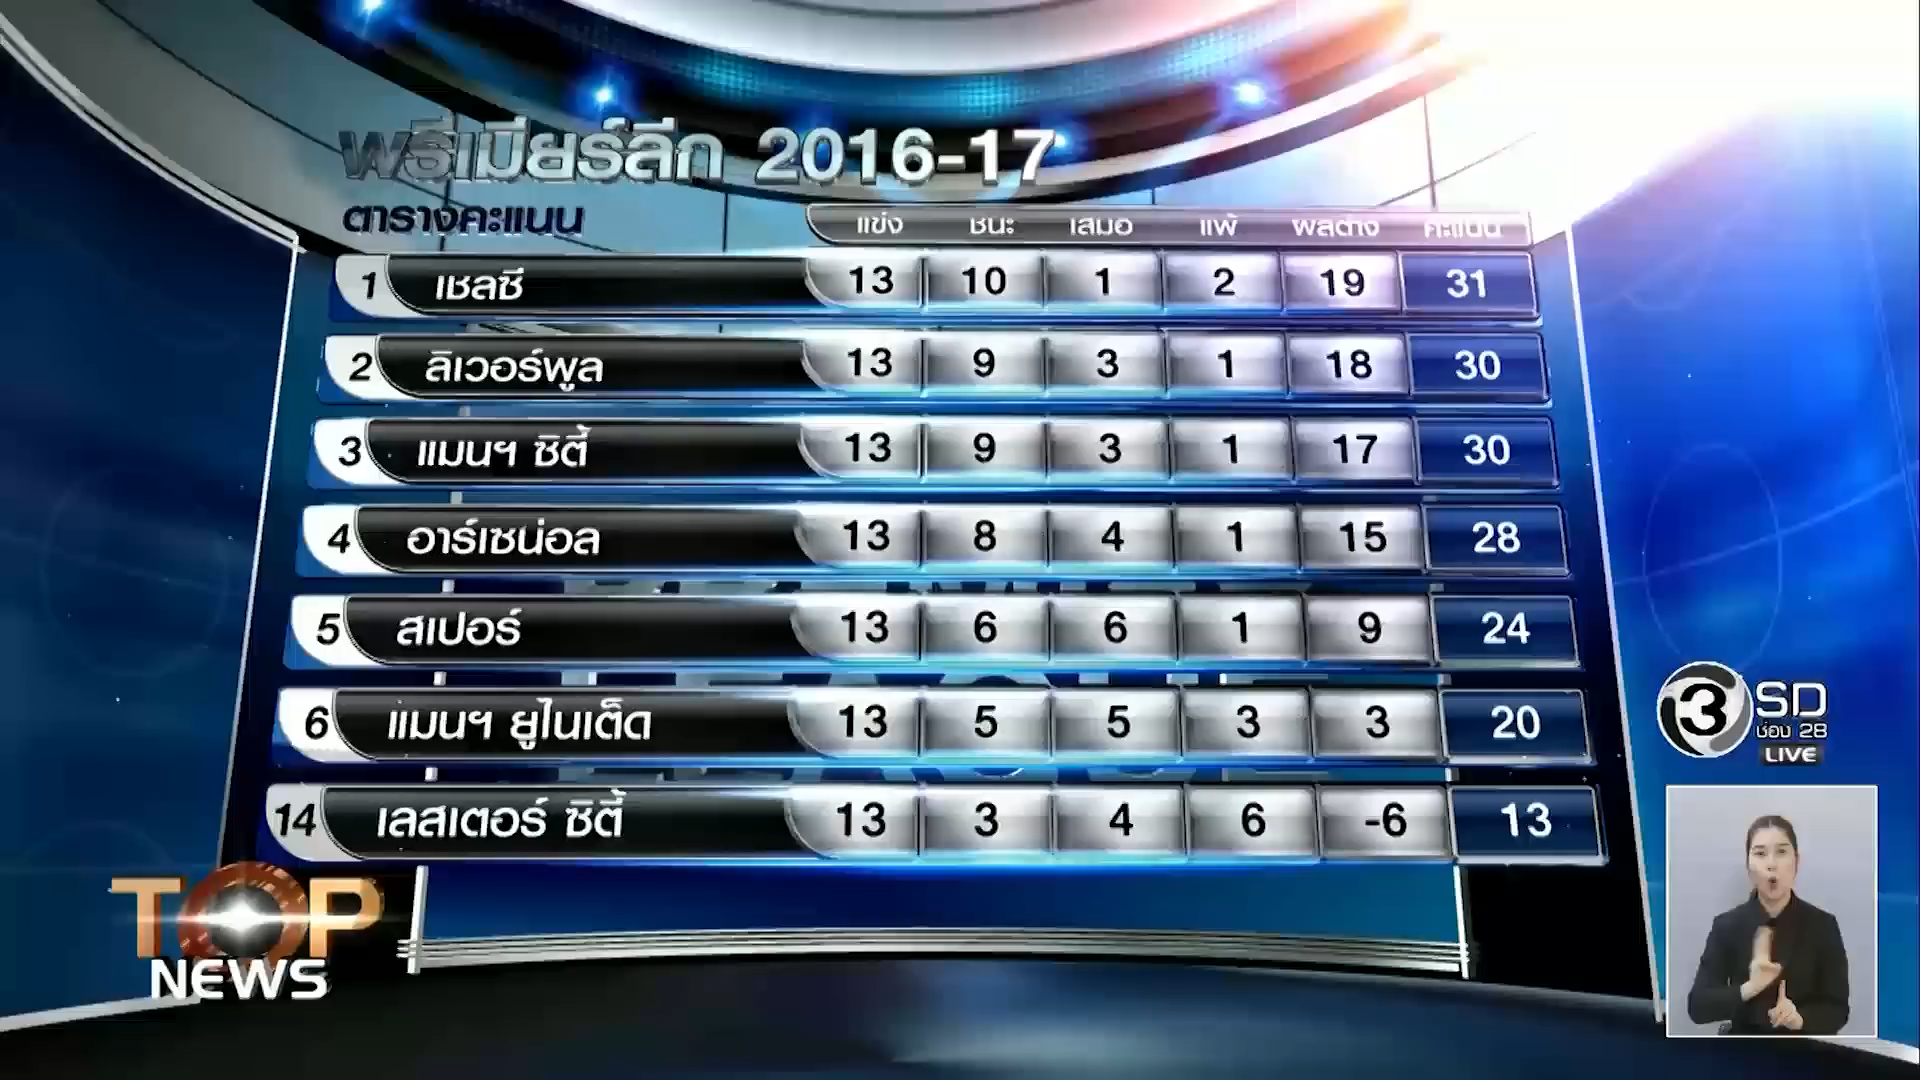 พรีเมียร์ลีก 2016-17
ตารางคะแนน แข่ง ชนะ เสมอ แพ้ ผลต่าง คะแนน
1 เชลซี 13 10 1 2 19 31
2 ลิเวอร์พูล 13 9 3 1 18 30
3 แมนฯ ซิตี้ 13 9 3 1 17 30
4 อาร์เซน่อล 13 8 4 1 15 28
5 สเปอร์ 13 6 6 1 9 24
6 แมนฯ ยูไนเต็ด 13 5 5 3 3 20
14 เลสเตอร์ ซิตี้ 13 3 4 6 -6 13
3 SD
ช่อง 28
LIVE
TOP
NEWS